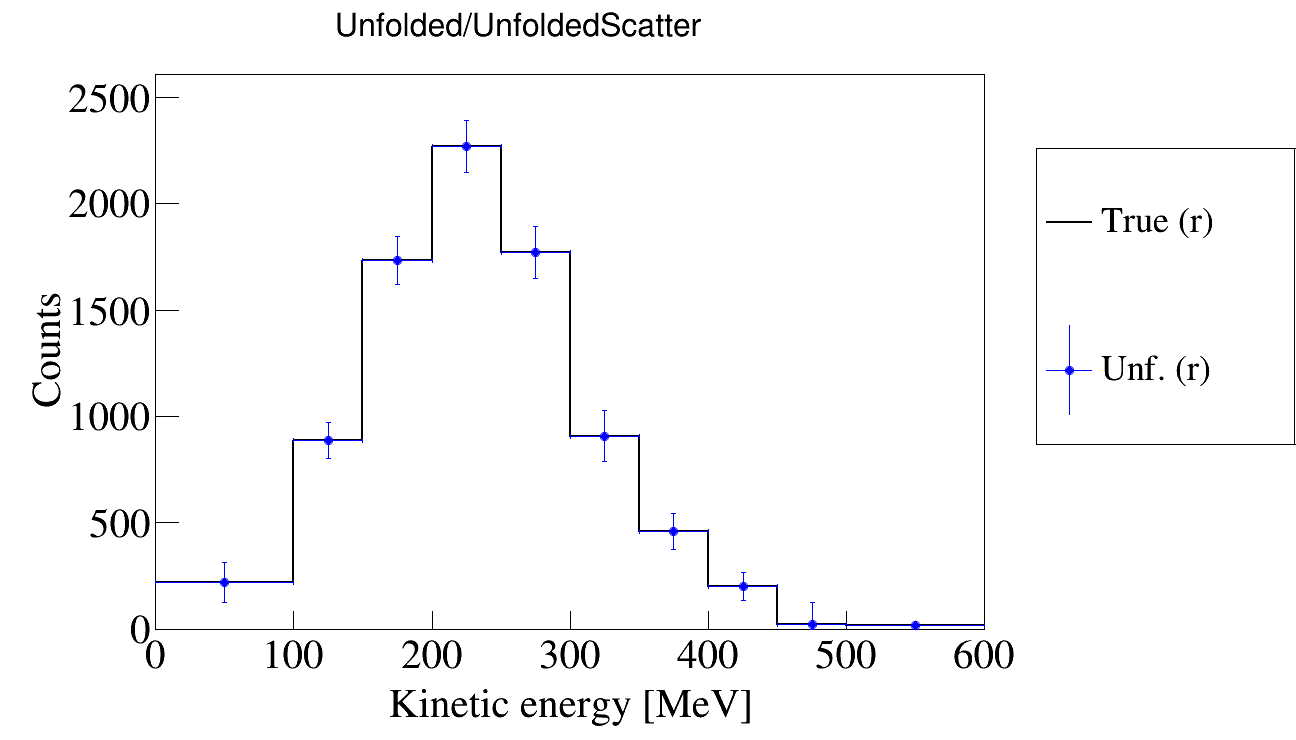 Unfolded/UnfoldedScatter
2500
2000
1500
1000
500
0
Counts
0 100 200 300 400 500 600
Kinetic energy [MeV]
True (r)
Unf. (r)